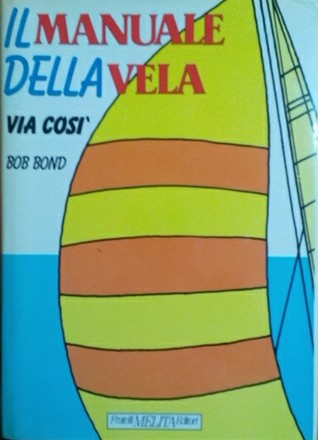 IL MANUALE
DELLA VELA
VIA COSI'
BOB BOND
Fratelli MELITA Editori